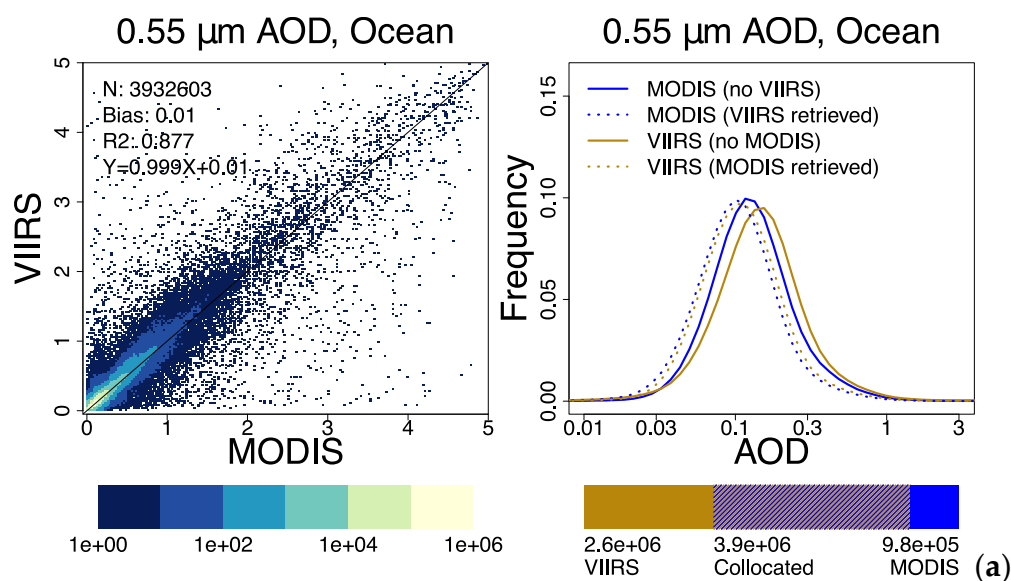 0.55 µm AOD, Ocean
N: 3932603
Bias: 0.01
R2: 0.877
Y=0.999X+0.01
VIIRS
5
4
3
2
1
0
0 1 2 3 4 5
MODIS
1e+00 1e+02 1e+04 1e+06
0.55 µm AOD, Ocean
MODIS (no VIIRS)
MODIS (VIIRS retrieved)
VIIRS (no MODIS)
VIIRS (MODIS retrieved)
Frequency
0.15
0.10
0.05
0.00
0.01 0.03 0.1 0.3 1 3
AOD
2.6e+06 3.9e+06 9.8e+05
VIIRS Collocated MODIS
(a)